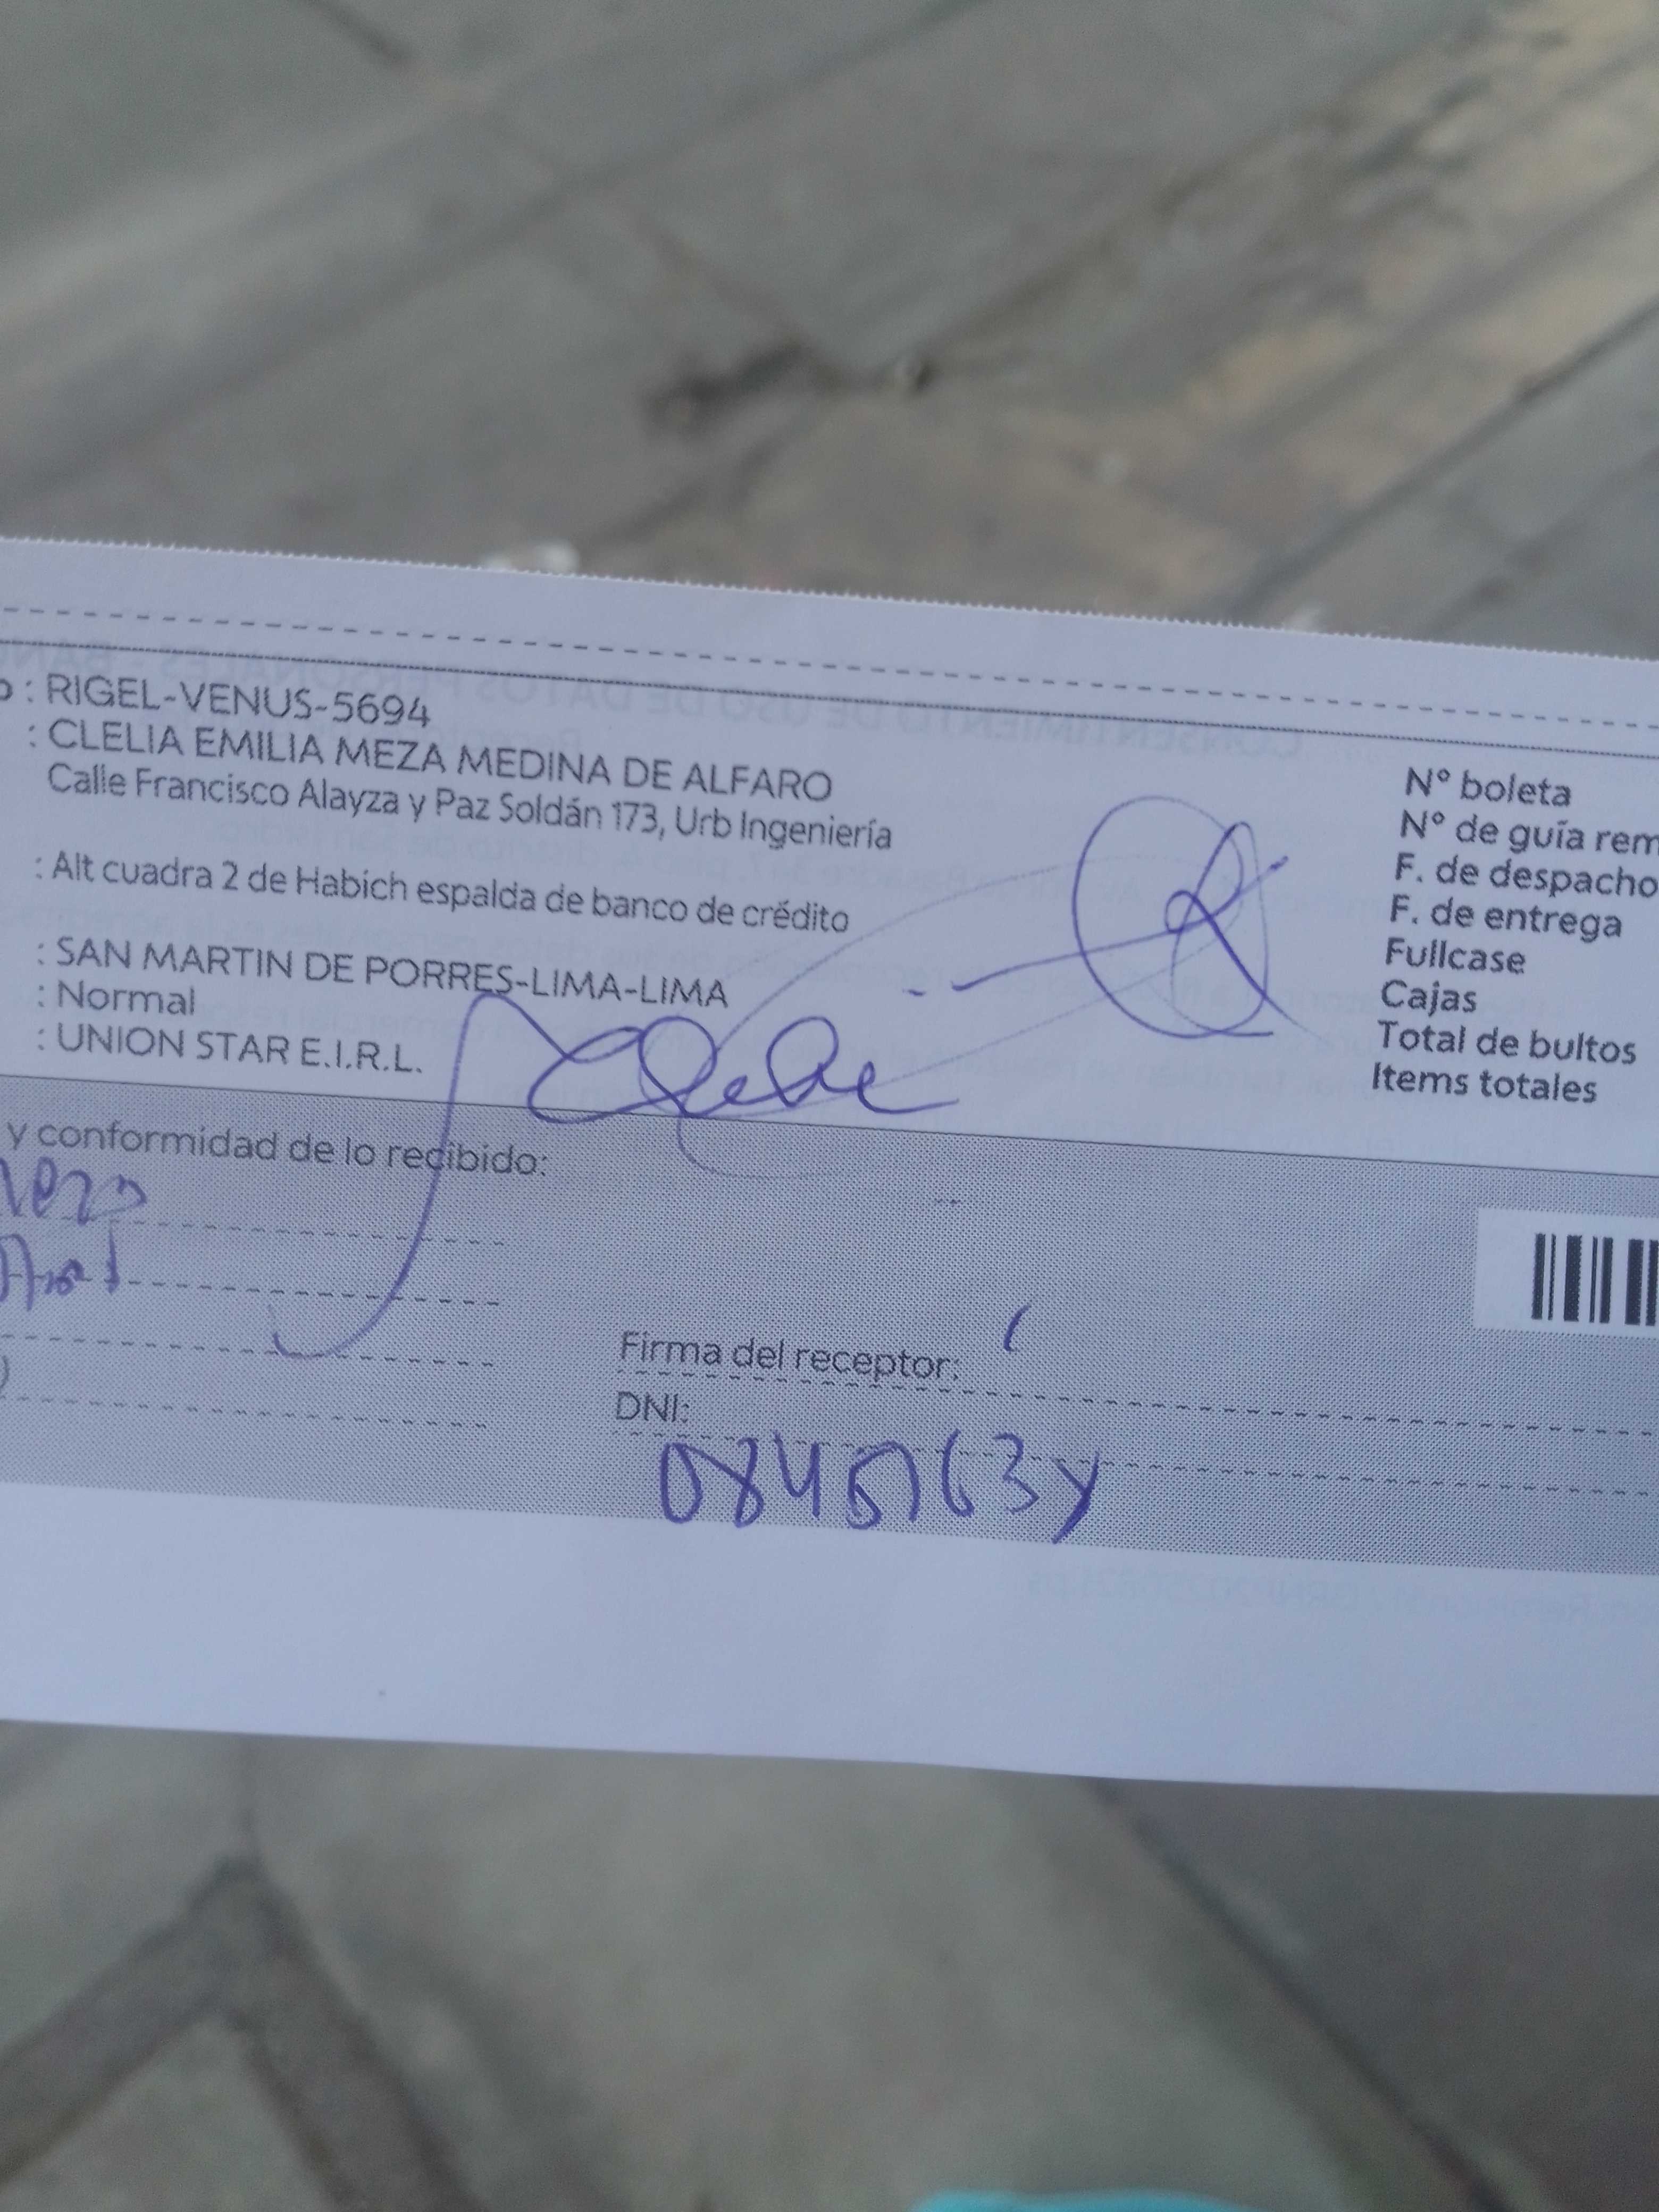 : RIGEL-VENUS-5694
: CLELIA EMILIA MEZA MEDINA DE ALFARO
Calle Francisco Alayza y Paz Soldán 173, Urb Ingeniería
: Alt cuadra 2 de Habich espalda de banco de crédito
: SAN MARTIN DE PORRES-LIMA-LIMA
: Normal
: UNION STAR E.I.R.L.
N° boleta
N° de guía rem
F. de despacho
F. de entrega
Fullcase
Cajas
Total de bultos
Items totales
y conformidad de lo recibido:
Firma del receptor:
DNI: